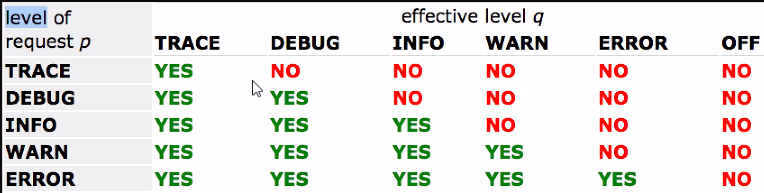 level of effective level q
request p TRACE DEBUG INFO WARN ERROR OFF
TRACE YES NO NO NO NO NO
DEBUG YES YES NO NO NO NO
INFO YES YES YES NO NO NO
WARN YES YES YES YES NO NO
ERROR YES YES YES YES YES NO